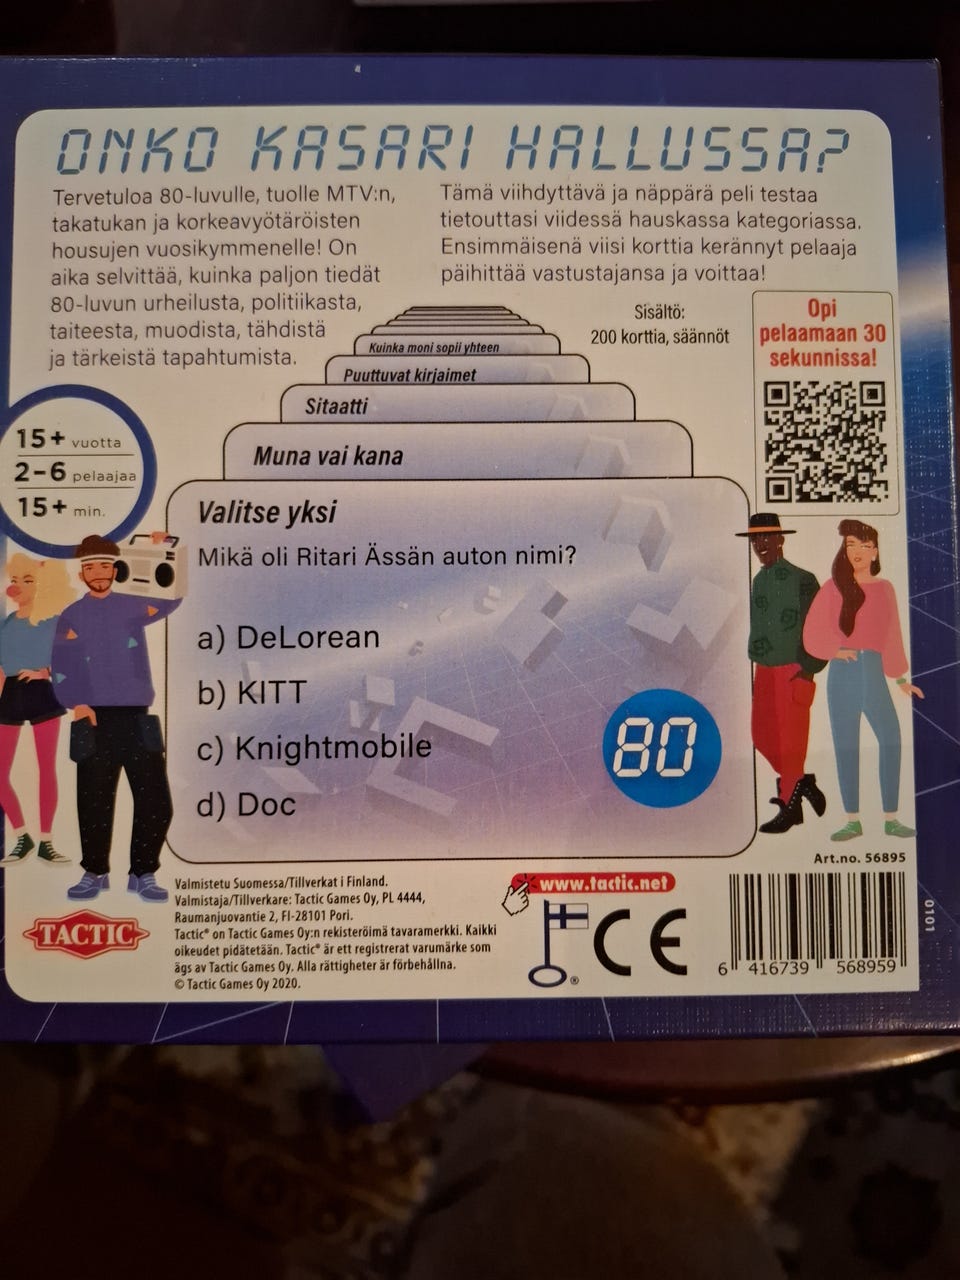 ONKO KASARI HALLUSSA?
Tervetuloa 80-luvulle, tuolle MTV:n,
takatukan ja korkeavyötäröisten
housujen vuosikymmenelle! On
aika selvittää, kuinka paljon tiedät
80-luvun urheilusta, politiikasta,
taiteesta, muodista, tähdistä
ja tärkeistä tapahtumista.
Tämä viihdyttävä ja näppärä peli testaa
tietouttasi viidessä hauskassa kategoriassa.
Ensimmäisenä viisi korttia kerännyt pelaaja
päihittää vastustajansa ja voittaa!
Sisältö:
200 korttia, säännöt
Opi
pelaamaan 30
sekunnissa!
15+ vuotta
2-6 pelaajaa
15+ min.
Kuinka moni sopii yhteen
Puuttuvat kirjaimet
Sitaatti
Muna vai kana
Valitse yksi
Mikä oli Ritari Ässän auton nimi?
a) DeLorean
b) KITT
c) Knightmobile
d) Doc
80
TACTIC
Valmistetu Suomessa/Tillverkat i Finland.
Valmistaja/Tillverkare: Tactic Games Oy, PL 4444,
Raumanjuovantie 2, FI-28101 Pori.
Tactic® on Tactic Games Oy:n rekisteröimä tavaramerkki. Kaikki
oikeudet pidätetään. Tactic® är ett registrerat varumärke som
ägs av Tactic Games Oy. Alla rättigheter är förbehållna.
© Tactic Games Oy 2020.
www.tactic.net
®
CE
Art.no. 56895
6 416739 568959
0101